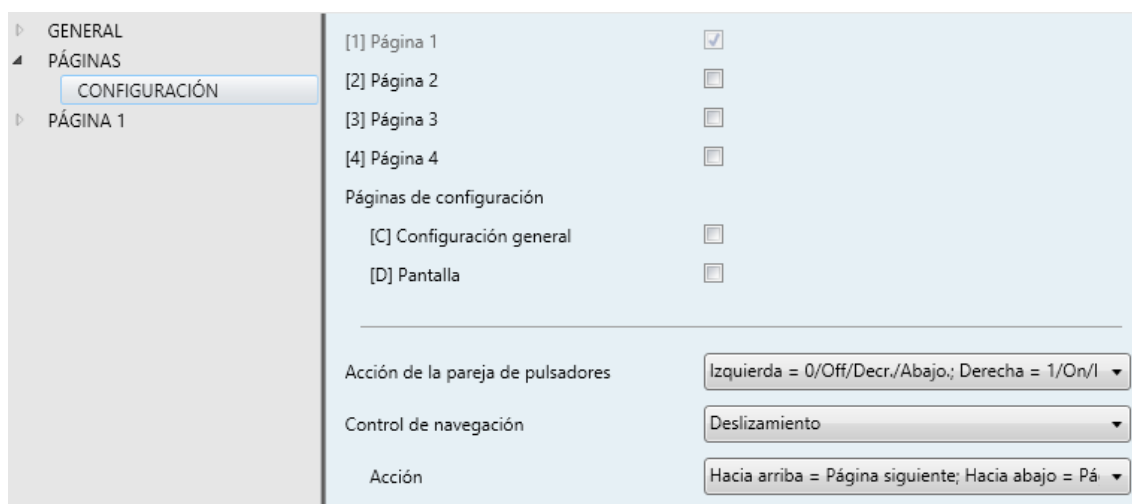 GENERAL
PÁGINAS
CONFIGURACIÓN
PÁGINA 1
[1] Página 1
[2] Página 2
[3] Página 3
[4] Página 4
Páginas de configuración
[C] Configuración general
[D] Pantalla
Acción de la pareja de pulsadores Izquierda = 0/Off/Decr./Abajo.; Derecha = 1/On/
Control de navegación Deslizamiento
Acción Hacia arriba = Página siguiente; Hacia abajo =